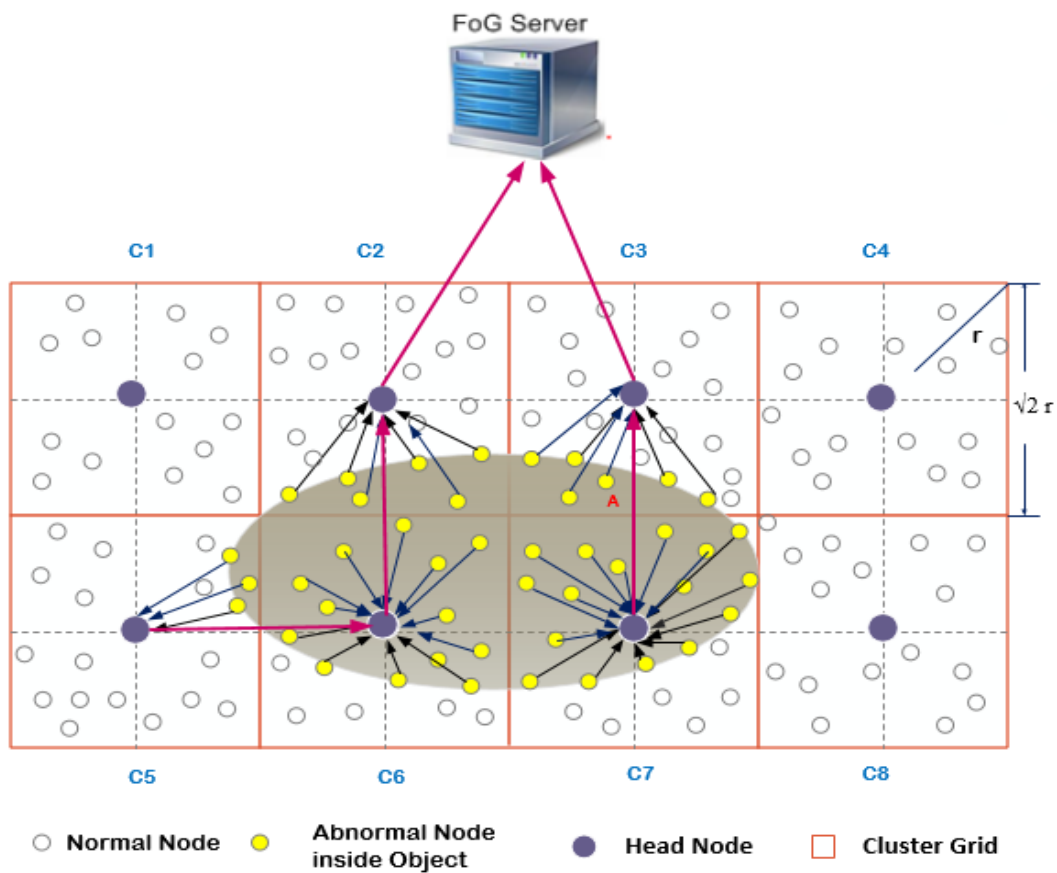 FoG Server
C1 C2 C3 C4
r
√2 r
A
C5 C6 C7 C8
Normal Node
Abnormal Node
inside Object
Head Node
Cluster Grid